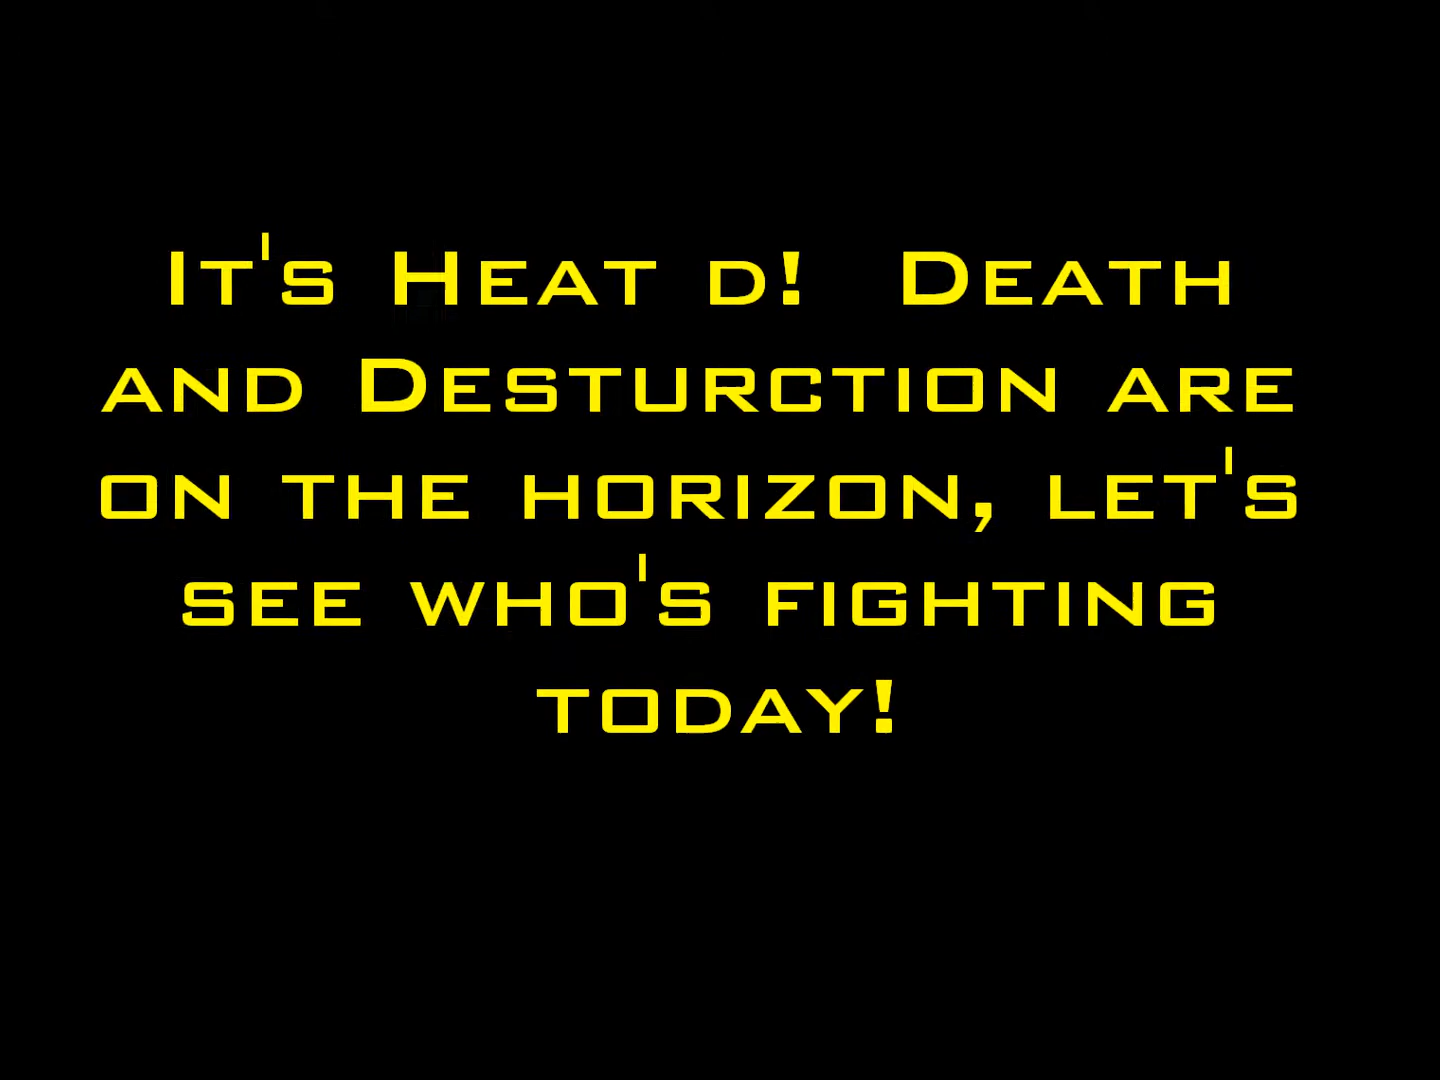 It's Heat d!  Death
and Desturction are
on the horizon, let's
see who's fighting
today!